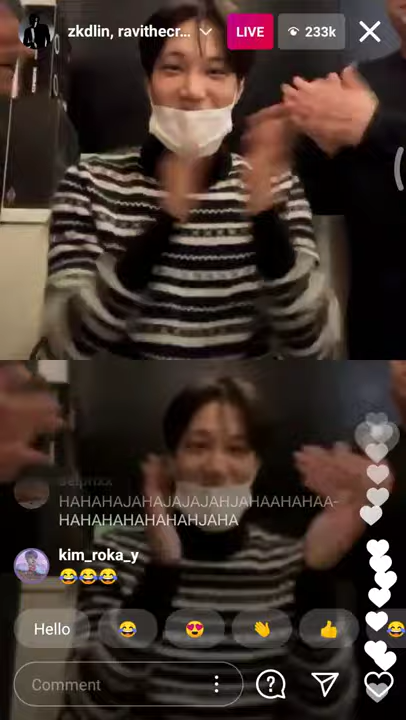 zkdlin, ravithecr...
LIVE
233k
HAHAHAJAHAJAJAJAHJAHAAHAHAA-
HAHAHAHAHAHAHJAHA
kim_roka_y
😂😂😂
Hello
😂 😍 👏 👍 😂
Comment